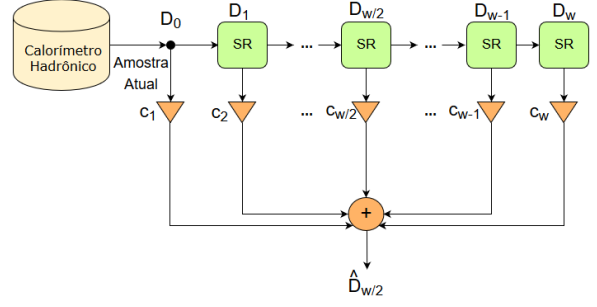 D0 D1 Dw/2 Dw-1 Dw
Calorímetro
Hadrônico
SR ... SR ... SR SR
Amostra
Atual
c1 c2 ... cw/2 ... cw-1 cw
+
D̂w/2